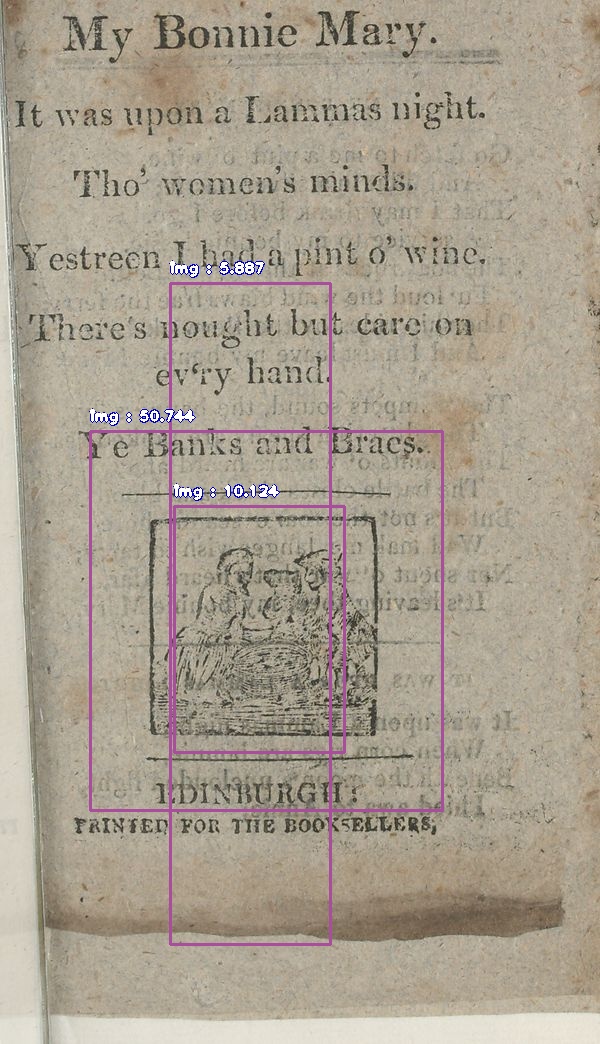 My Bonnie Mary.
It was upon a Lammas night.
Tho' women's minds.
Yestreen I had a pint o' wine.
Img : 5.887
There's nought but care on
ev'ry hand.
Img : 50.744
Ye Banks and Braes.
Img : 10.124
EDINBURGH:
PRINTED FOR THE BOOKSELLERS,